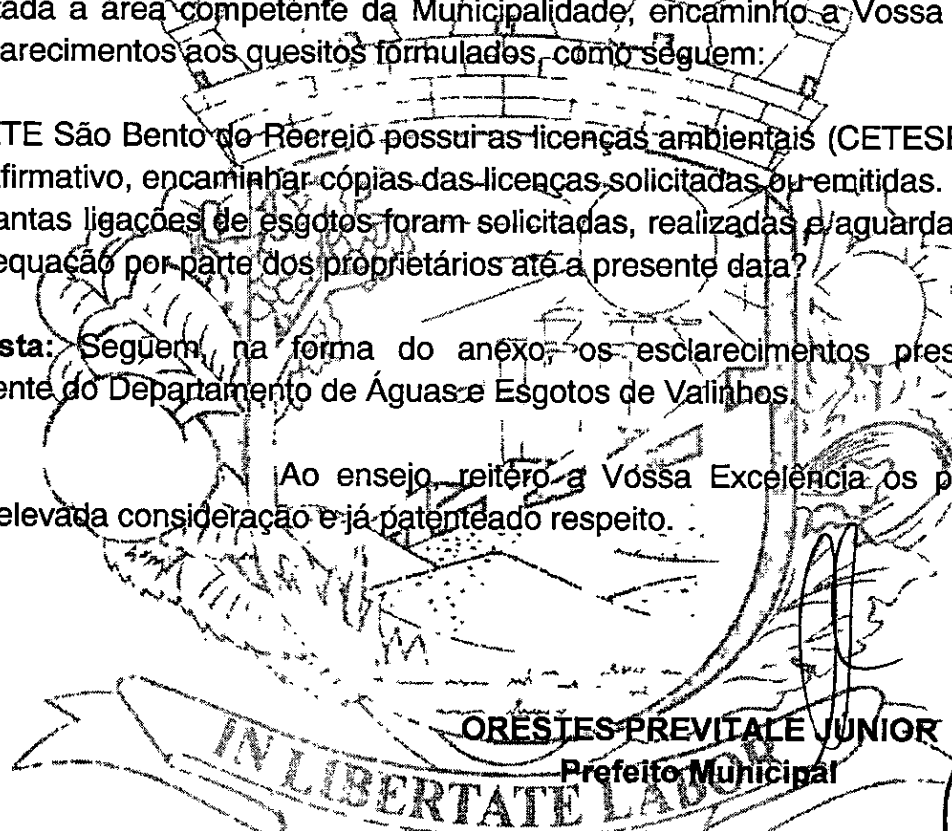 tada a área competente da Municipalidade, encaminho a Vossa
arecimentos aos quesitos formulados, como seguem:
TE São Bento do Recreio possui as licenças ambientais (CETES
firmativo, encaminhar cópias das licenças solicitadas ou emitidas.
antas ligações de esgotos foram solicitadas, realizadas e aguarda
equação por parte dos proprietários até a presente data?
sta: Seguem, na forma do anexo, os esclarecimentos pres
ente do Departamento de Águas e Esgotos de Valinhos.
Ao ensejo, reitero a Vossa Excelência os p
elevada consideração e já patenteado respeito.
ORESTES PREVITALE JÚNIOR
Prefeito Municipal
IN LIBERTATE LABOR